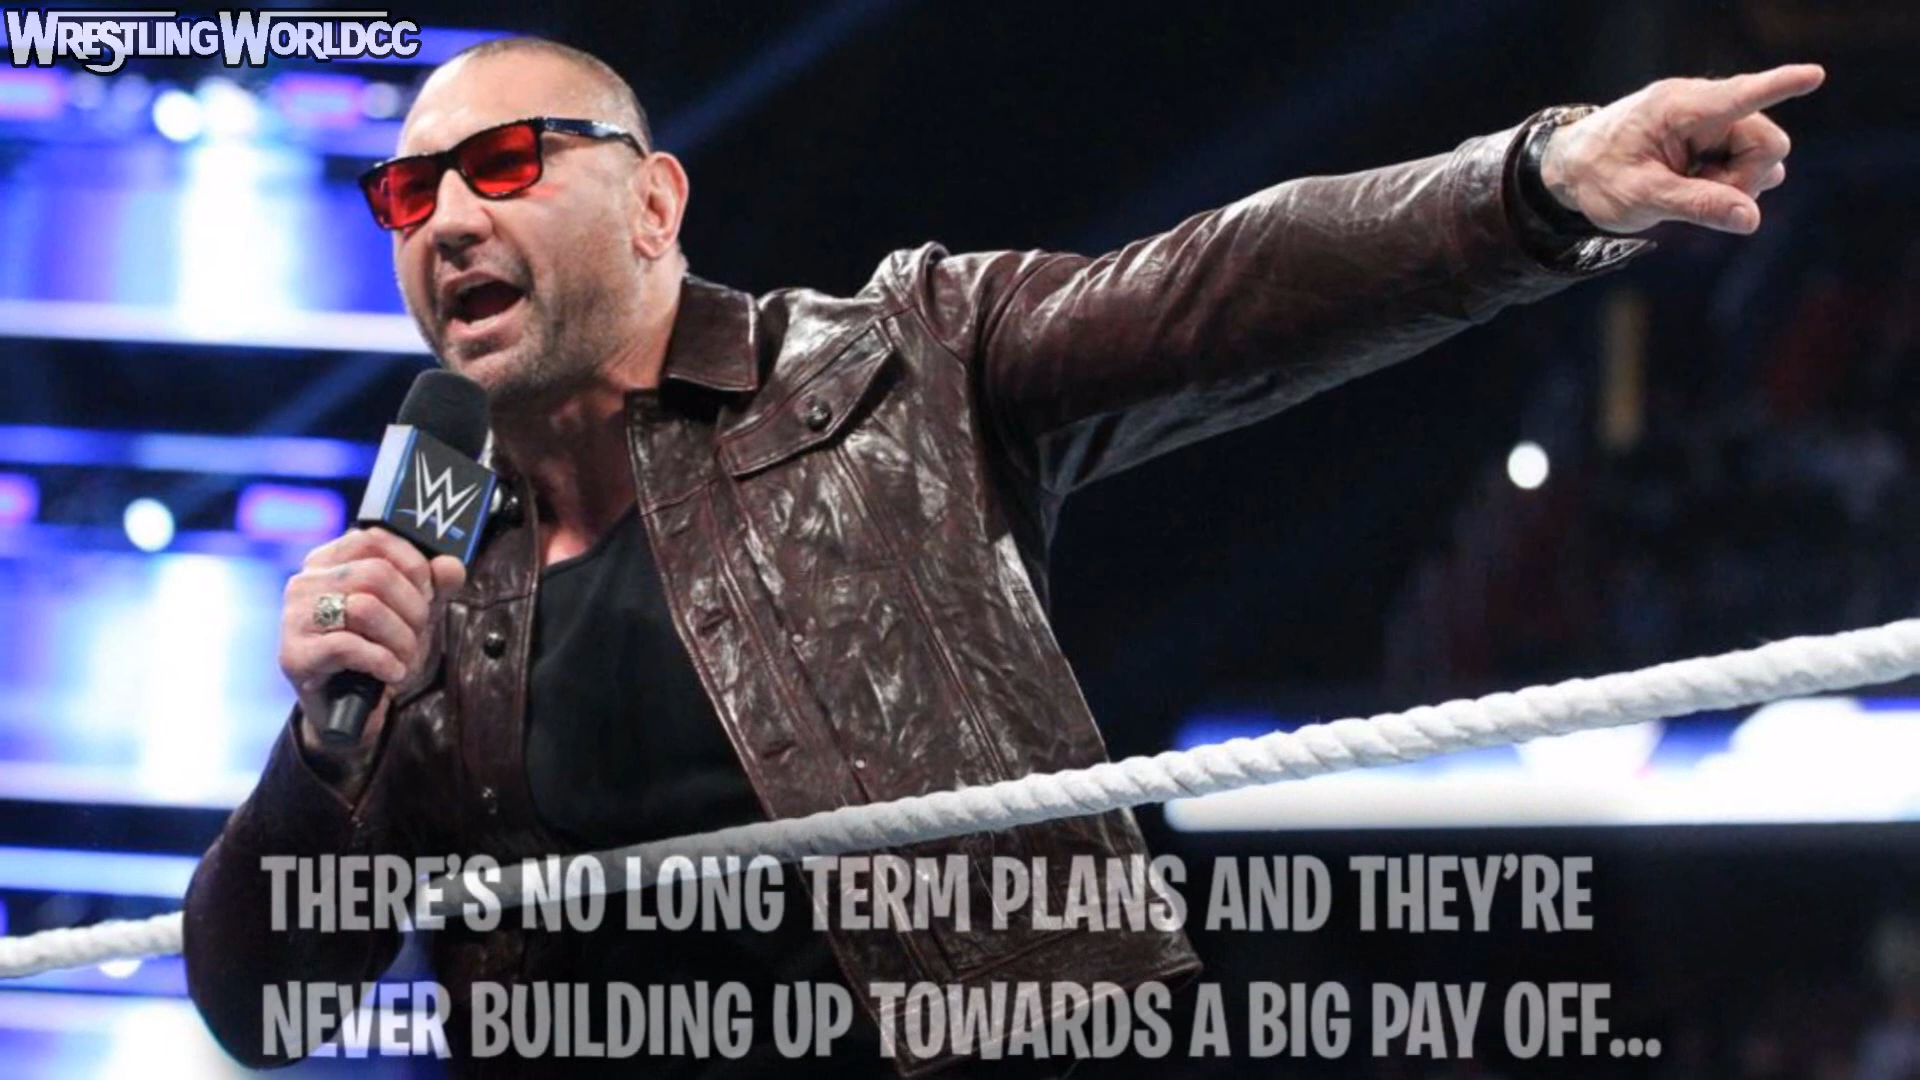 WRESTLINGWORLDCC
W
THERE'S NO LONG TERM PLANS AND THEY'RE
NEVER BUILDING UP TOWARDS A BIG PAY OFF...